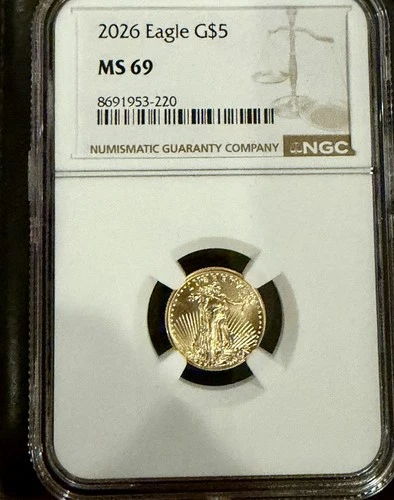 2026 Eagle G$5
MS 69
8691953-220
NUMISMATIC GUARANTY COMPANY NGC